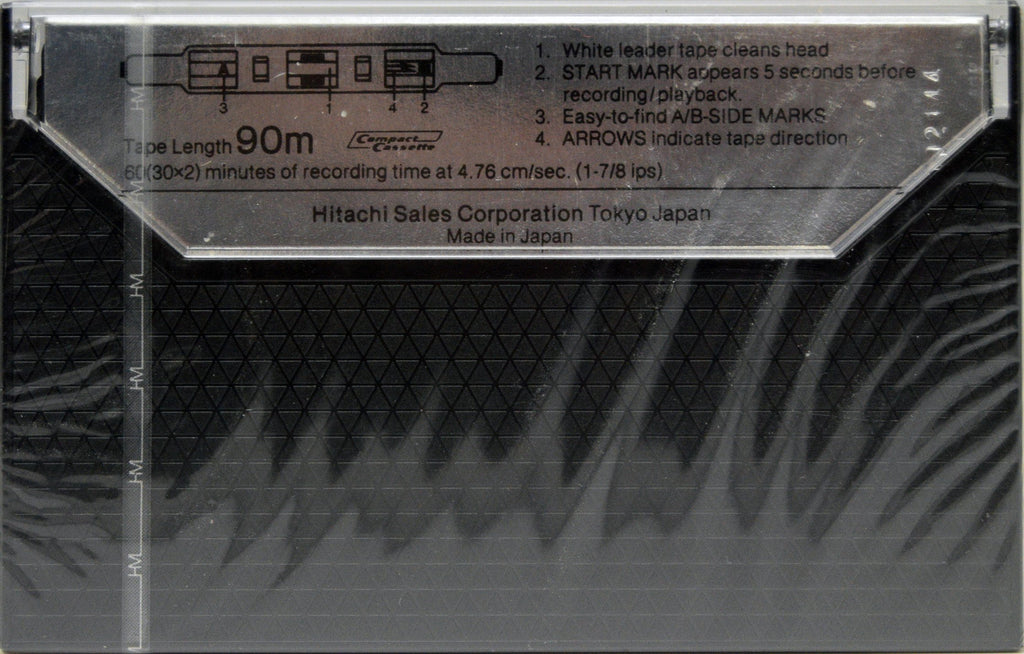 3 1 4 2
Tape Length 90m Compact Cassette
60(30×2) minutes of recording time at 4.76 cm/sec. (1-7/8 ips)
1. White leader tape cleans head
2. START MARK appears 5 seconds before
recording/playback.
3. Easy-to-find A/B-SIDE MARKS
4. ARROWS indicate tape direction
Hitachi Sales Corporation Tokyo Japan
Made in Japan
HM
HM
HM
HM
HM
HM